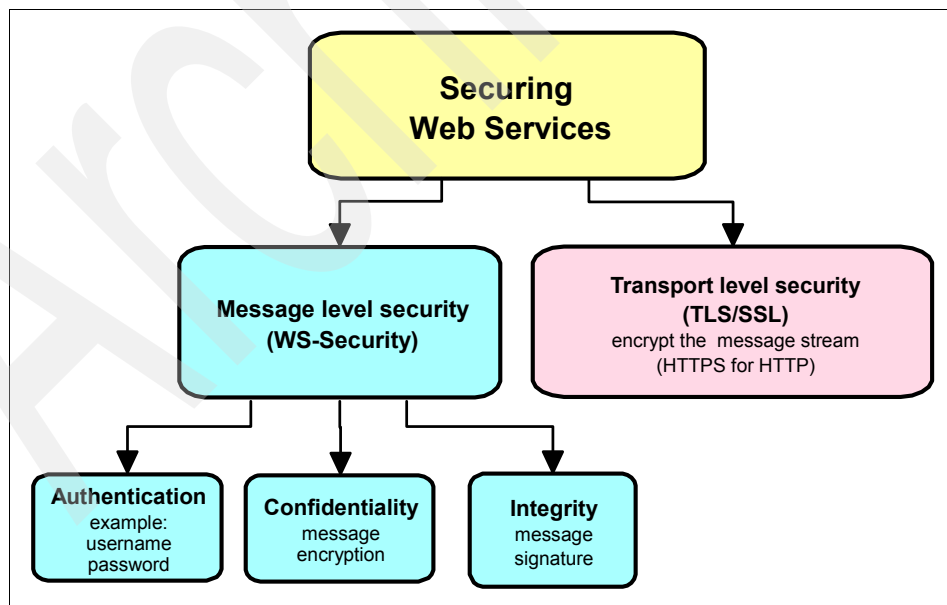 Securing
Web Services
Message level security
(WS-Security)
Transport level security
(TLS/SSL)
encrypt the message stream
(HTTPS for HTTP)
Authentication
example:
username
password
Confidentiality
message
encryption
Integrity
message
signature